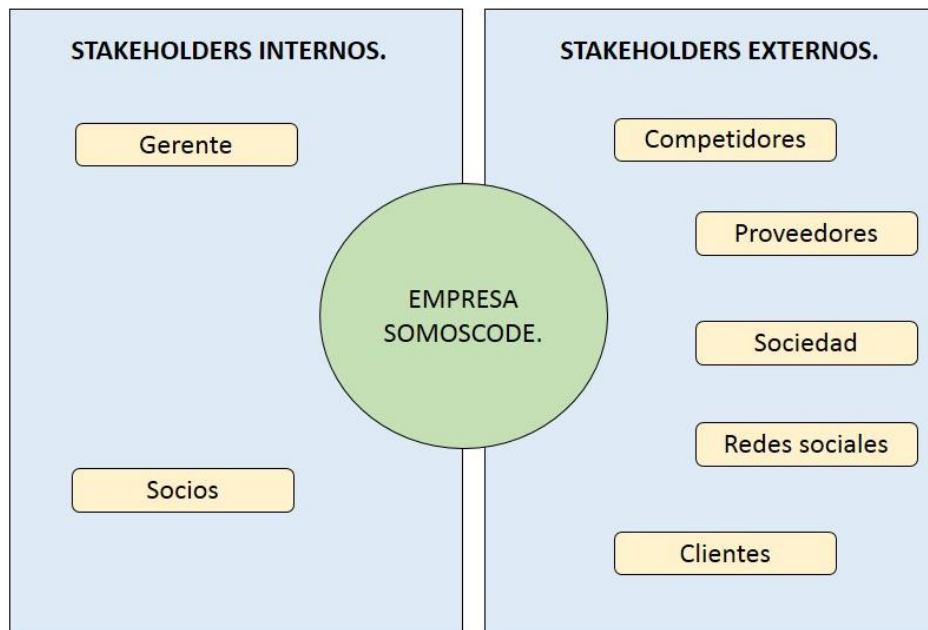 STAKEHOLDERS INTERNOS.
Gerente
Socios
EMPRESA
SOMOSCODE.
STAKEHOLDERS EXTERNOS.
Competidores
Proveedores
Sociedad
Redes sociales
Clientes